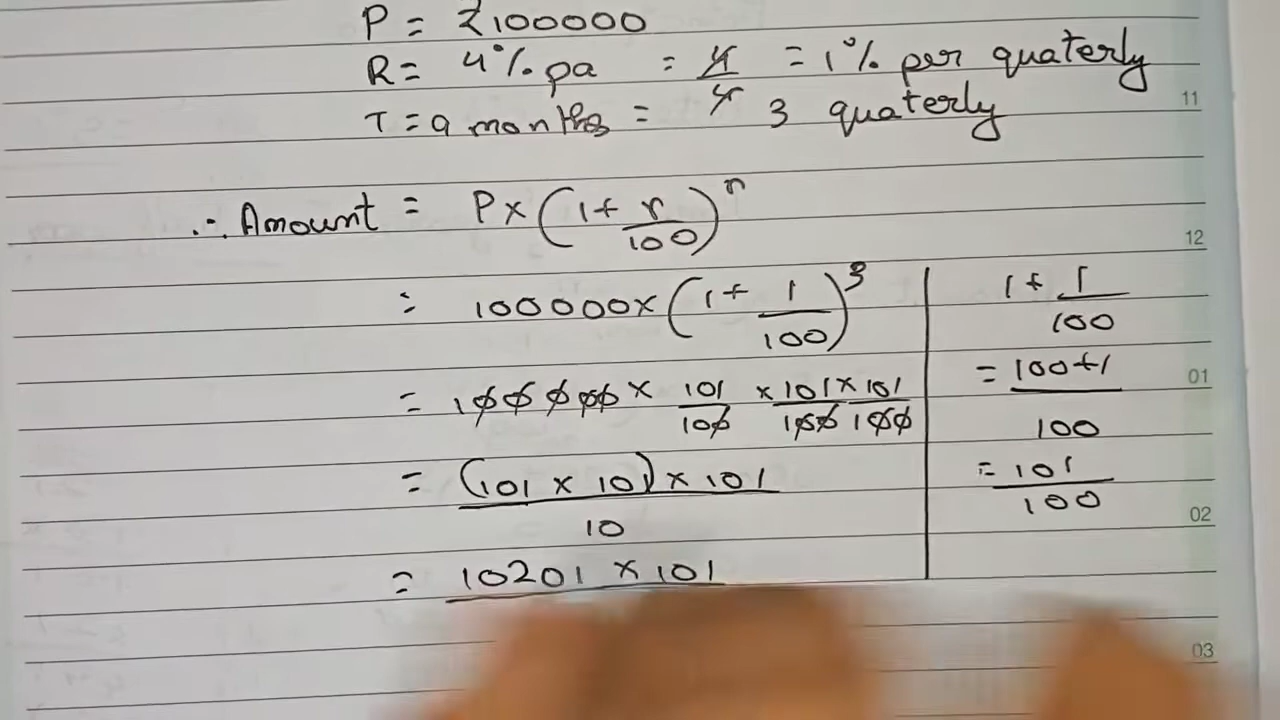 P = ₹100000
R = 4% pa = 4/4 = 1% per quaterly
T = 9 months = 3 quaterly
11
∴ Amount = P × (1 + r/100)^n
12
= 100000 × (1 + 1/100)^3
1 + 1/100
= 100000 × 101/100 × 101 × 101/100 100
= 100+1/100
01
= (101 × 101) × 101/10
= 101/100
02
= 10201 × 101
03